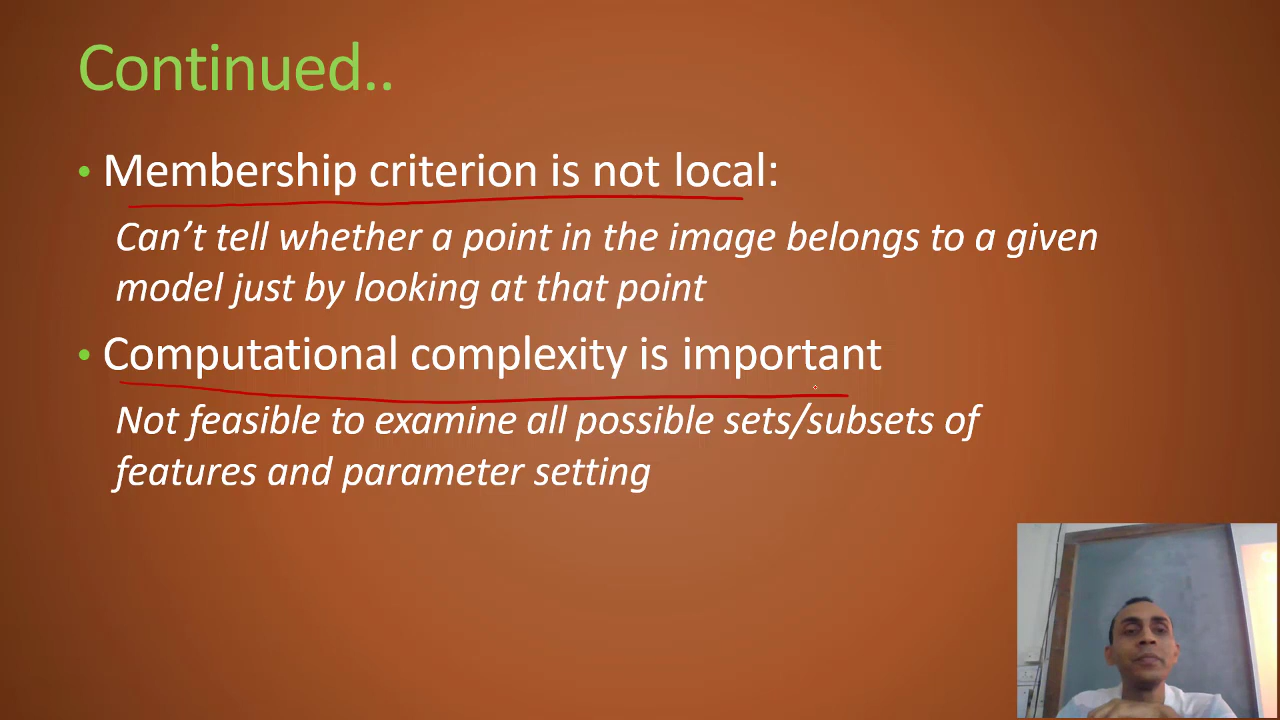 Continued..
• Membership criterion is not local:
Can’t tell whether a point in the image belongs to a given
model just by looking at that point
• Computational complexity is important
Not feasible to examine all possible sets/subsets of
features and parameter setting